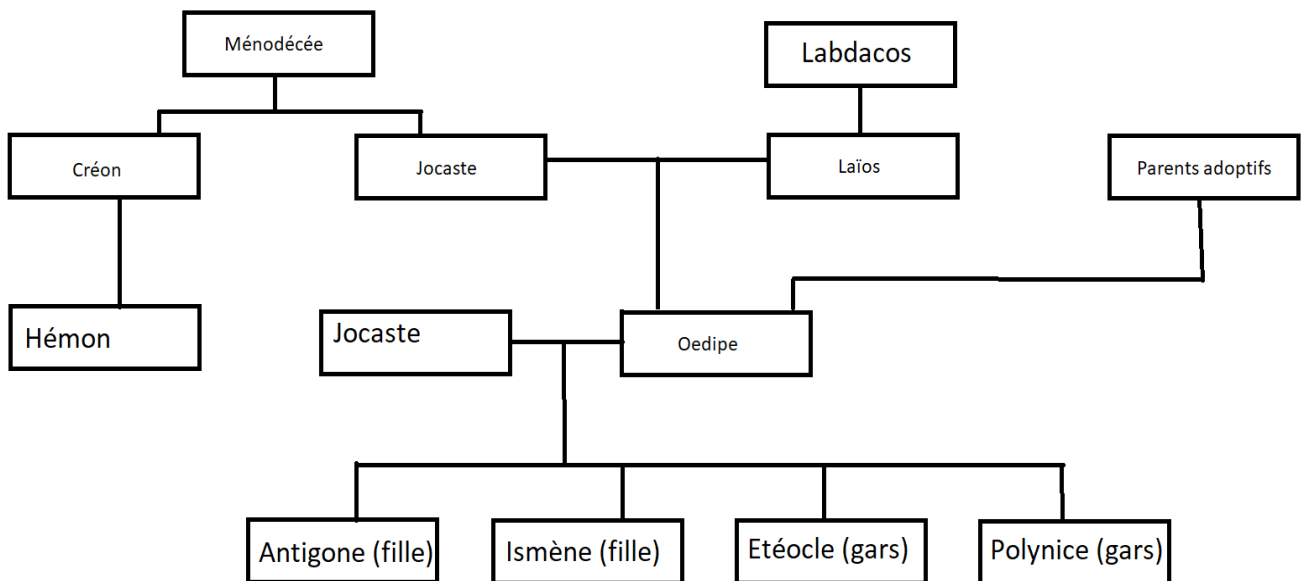 Ménodécée
Labdacos
Créon
Jocaste
Laïos
Parents adoptifs
Hémon
Jocaste
Oedipe
Antigone (fille)
Ismène (fille)
Etéocle (gars)
Polynice (gars)